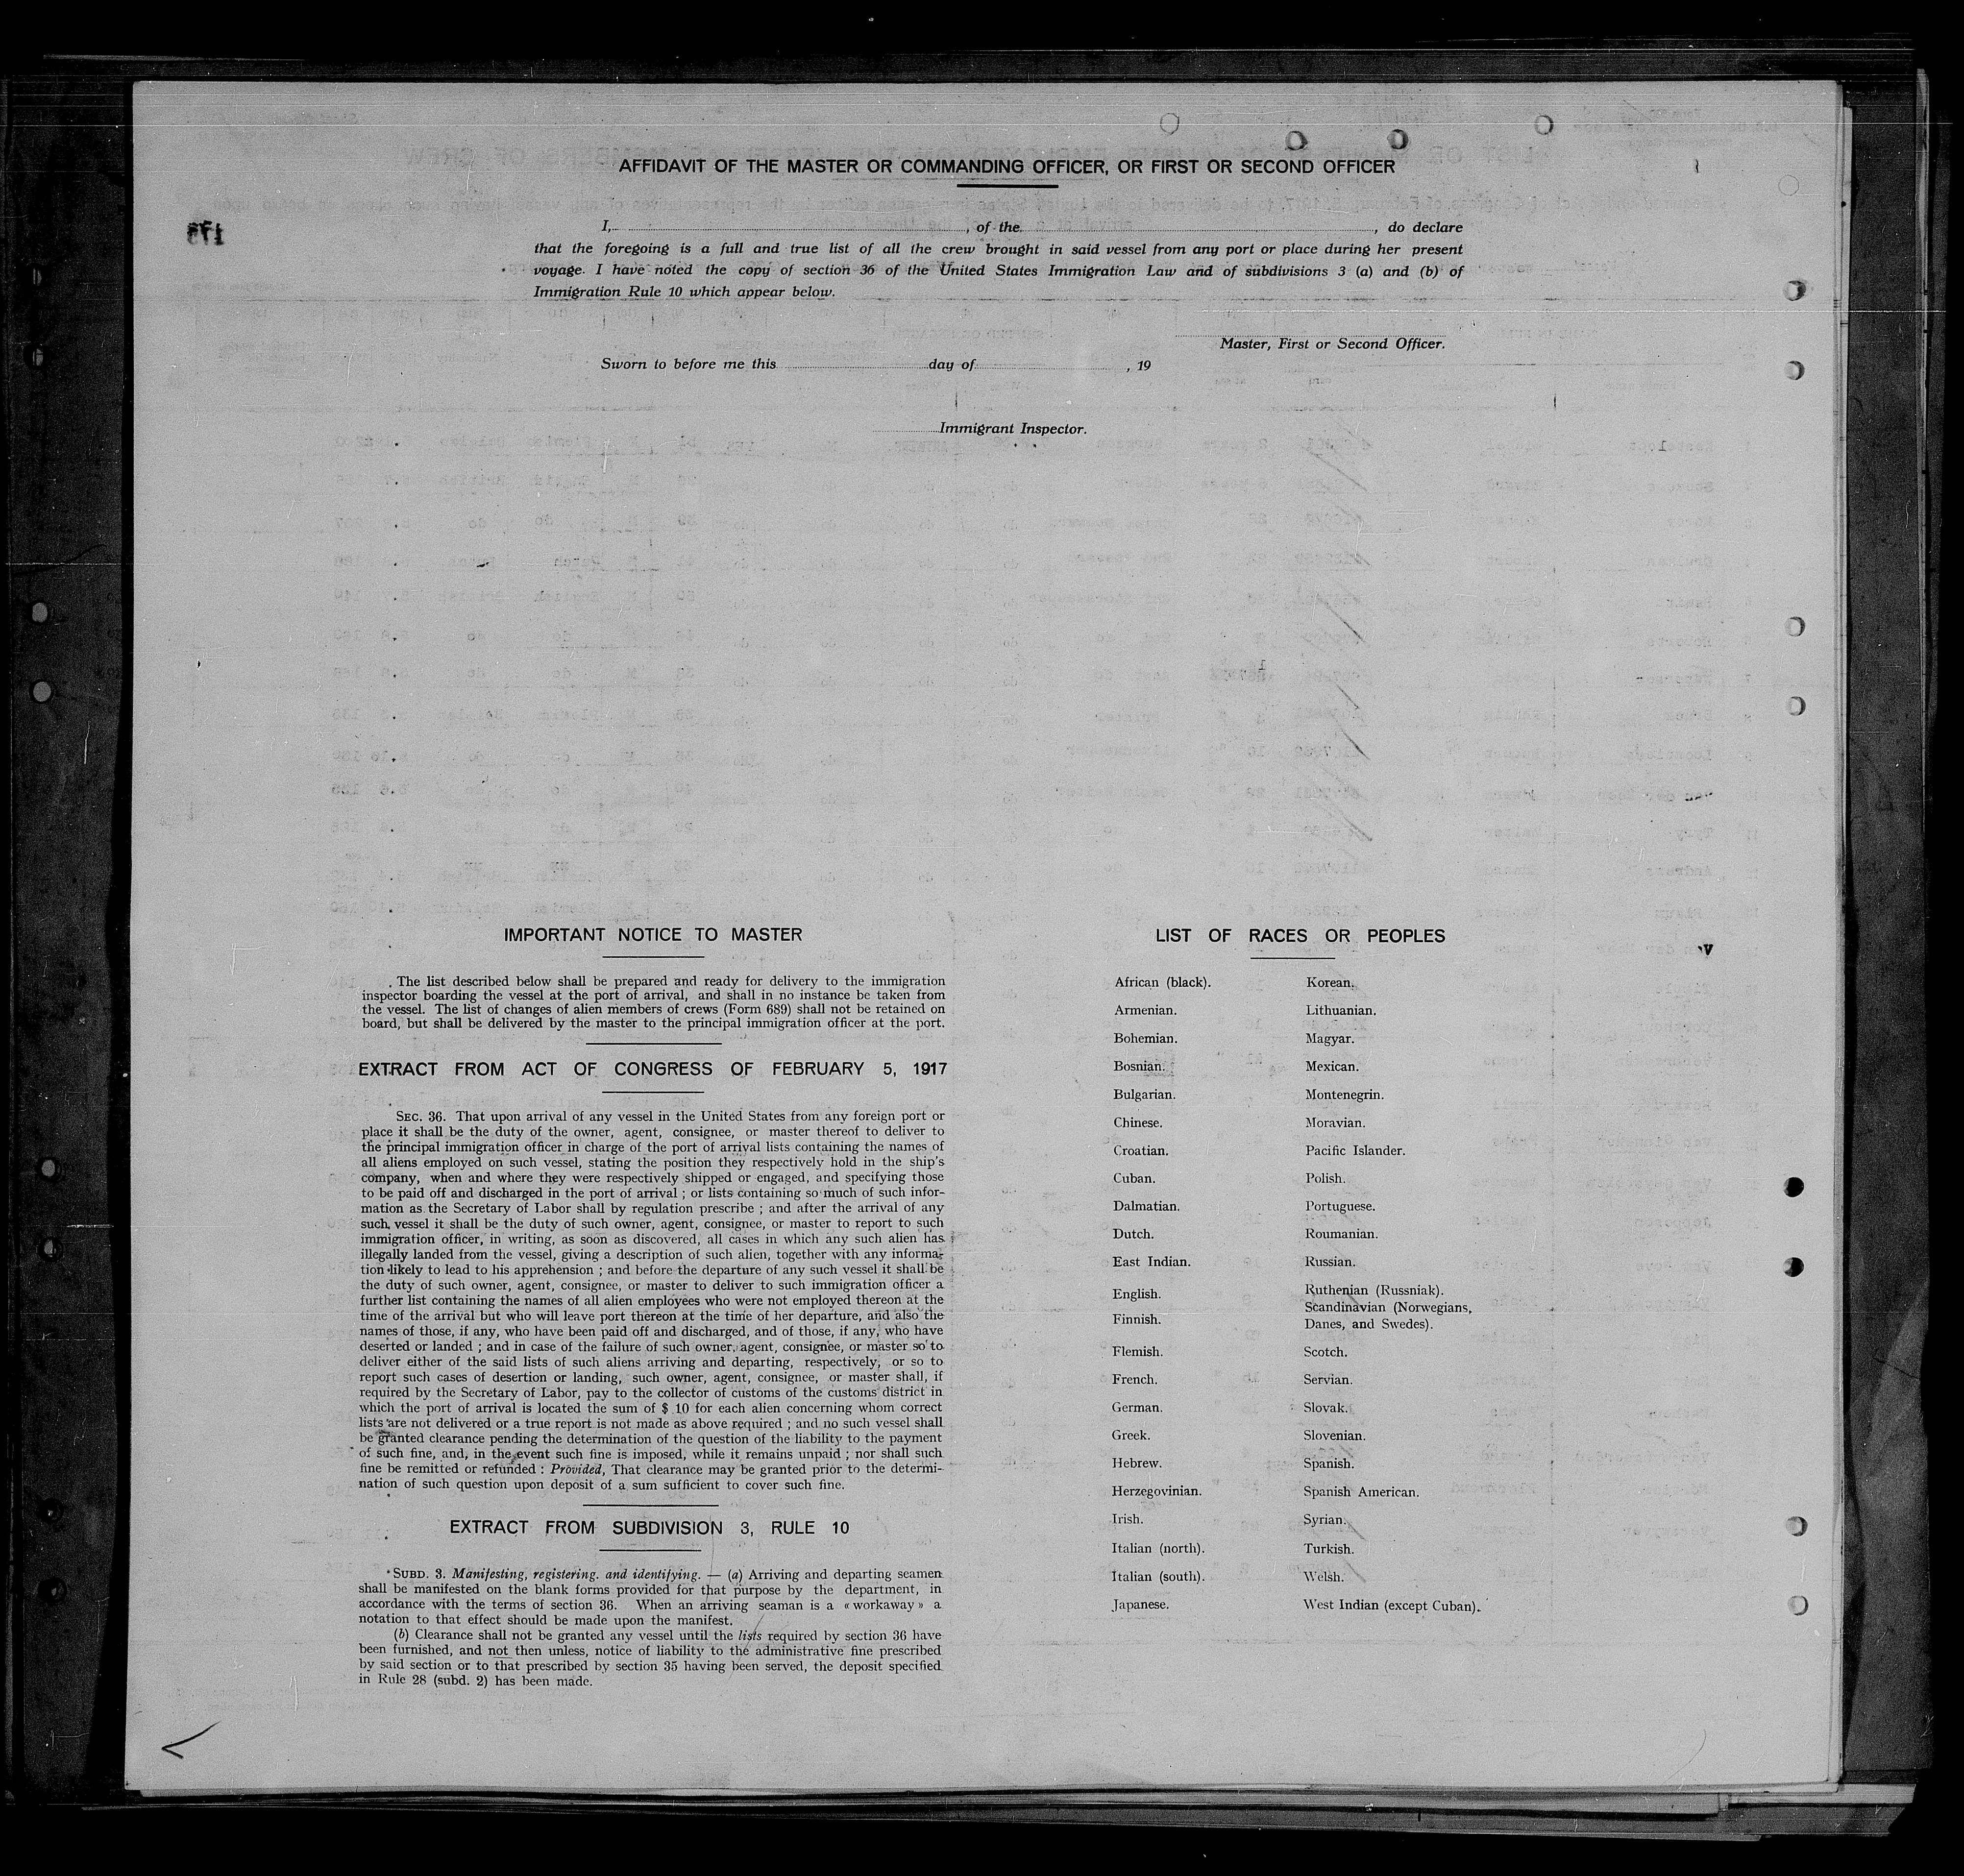 AFFIDAVIT OF THE MASTER OR COMMANDING OFFICER, OR FIRST OR SECOND OFFICER
I, , of the , do declare
that the foregoing is a full and true list of all the crew brought in said vessel from any port or place during her present
voyage. I have noted the copy of section 36 of the United States Immigration Law and of subdivisions 3 (a) and (b) of
Immigration Rule 10 which appear below.
Master, First or Second Officer.
Sworn to before me this day of , 19
Immigrant Inspector.
IMPORTANT NOTICE TO MASTER
The list described below shall be prepared and ready for delivery to the immigration
inspector boarding the vessel at the port of arrival, and shall in no instance be taken from
the vessel. The list of changes of alien members of crews (Form 689) shall not be retained on
board, but shall be delivered by the master to the principal immigration officer at the port.
EXTRACT FROM ACT OF CONGRESS OF FEBRUARY 5, 1917
SEC. 36. That upon arrival of any vessel in the United States from any foreign port or
place it shall be the duty of the owner, agent, consignee, or master thereof to deliver to
the principal immigration officer in charge of the port of arrival lists containing the names of
all aliens employed on such vessel, stating the position they respectively hold in the ship's
company, when and where they were respectively shipped or engaged, and specifying those
to be paid off and discharged in the port of arrival ; or lists containing so much of such infor-
mation as the Secretary of Labor shall by regulation prescribe ; and after the arrival of any
such vessel it shall be the duty of such owner, agent, consignee, or master to report to such
immigration officer, in writing, as soon as discovered, all cases in which any such alien has
illegally landed from the vessel, giving a description of such alien, together with any informa-
tion likely to lead to his apprehension ; and before the departure of any such vessel it shall be
the duty of such owner, agent, consignee, or master to deliver to such immigration officer a
further list containing the names of all alien employees who were not employed thereon at the
time of the arrival but who will leave port thereon at the time of her departure, and also the
names of those, if any, who have been paid off and discharged, and of those, if any, who have
deserted or landed ; and in case of the failure of such owner, agent, consignee, or master so to
deliver either of the said lists of such aliens arriving and departing, respectively, or so to
report such cases of desertion or landing, such owner, agent, consignee, or master shall, if
required by the Secretary of Labor, pay to the collector of customs of the customs district in
which the port of arrival is located the sum of $ 10 for each alien concerning whom correct
lists are not delivered or a true report is not made as above required ; and no such vessel shall
be granted clearance pending the determination of the question of the liability to the payment
of such fine, and, in the event such fine is imposed, while it remains unpaid ; nor shall such
fine be remitted or refunded : Provided, That clearance may be granted prior to the determi-
nation of such question upon deposit of a sum sufficient to cover such fine.
EXTRACT FROM SUBDIVISION 3, RULE 10
SUBD. 3. Manifesting, registering. and identifying. — (a) Arriving and departing seamen
shall be manifested on the blank forms provided for that purpose by the department, in
accordance with the terms of section 36. When an arriving seaman is a « workaway » a
notation to that effect should be made upon the manifest.
(b) Clearance shall not be granted any vessel until the lists required by section 36 have
been furnished, and not then unless, notice of liability to the administrative fine prescribed
by said section or to that prescribed by section 35 having been served, the deposit specified
in Rule 28 (subd. 2) has been made.
LIST OF RACES OR PEOPLES
African (black).
Armenian.
Bohemian.
Bosnian.
Bulgarian.
Chinese.
Croatian.
Cuban.
Dalmatian.
Dutch.
East Indian.
English.
Finnish.
Flemish.
French.
German.
Greek.
Hebrew.
Herzegovinian.
Irish.
Italian (north).
Italian (south).
Japanese.
Korean.
Lithuanian.
Magyar.
Mexican.
Montenegrin.
Moravian.
Pacific Islander.
Polish.
Portuguese.
Roumanian.
Russian.
Ruthenian (Russniak).
Scandinavian (Norwegians,
Danes, and Swedes).
Scotch.
Servian.
Slovak.
Slovenian.
Spanish.
Spanish American.
Syrian.
Turkish.
Welsh.
West Indian (except Cuban).